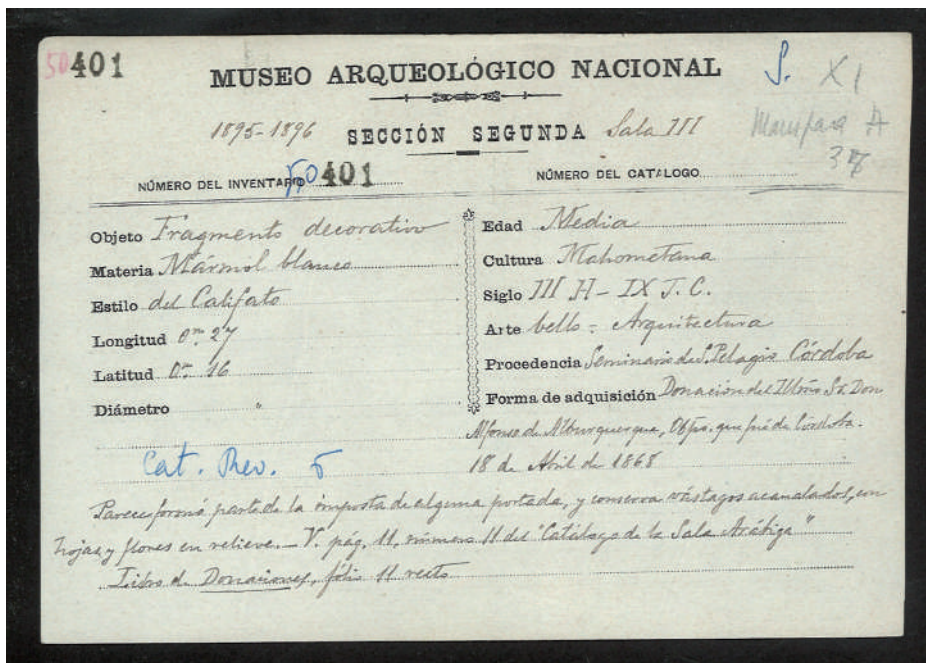 50401
MUSEO ARQUEOLÓGICO NACIONAL
S. XI
1895-1896 SECCIÓN SEGUNDA Sala III
A
NÚMERO DEL INVENTARIO 50401
NÚMERO DEL CATÁLOGO
Objeto Fragmento decorativo
Materia Mármol blanco
Estilo del Califato
Longitud 0m 27
Latitud 0m 16
Diámetro "
Edad Media
Cultura Mahometana
Siglo III H - IX J. C.
Arte bello = Arquitectura
Procedencia Seminario de S. Pelagio Córdoba
Forma de adquisición Donación del Illmo Sr. Don
Alfonso de Alburquerque, Obpo. que fué de Córdoba.
18 de Abril de 1868
Cat. Rev. 5
Parece formó parte de la imposta de alguna portada, y conserva vástagos acanalados, con
hojas y flores en relieve. — V. pág. 11, número 11 del "Catálogo de la Sala Arábiga"
Libro de Donaciones, fólio 11 recto